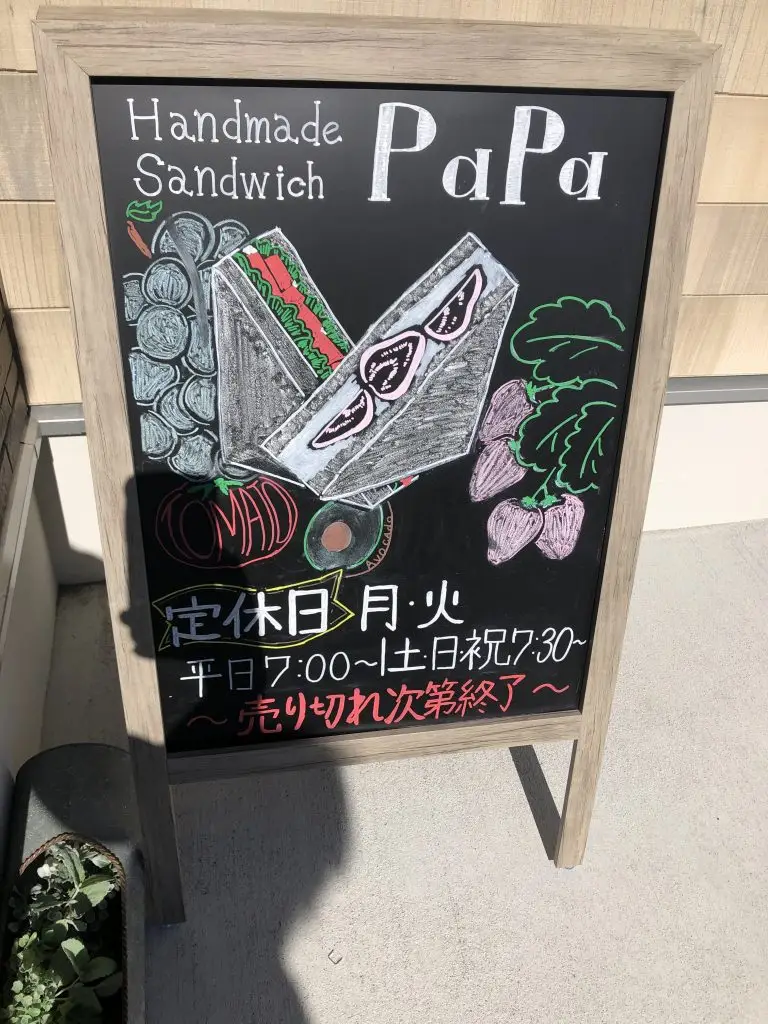 Handmade
Sandwich
PaPa
TOMATO
Avocado
定休日 月・火
平日7:00〜 土・日・祝7:30〜
〜売り切れ次第終了〜